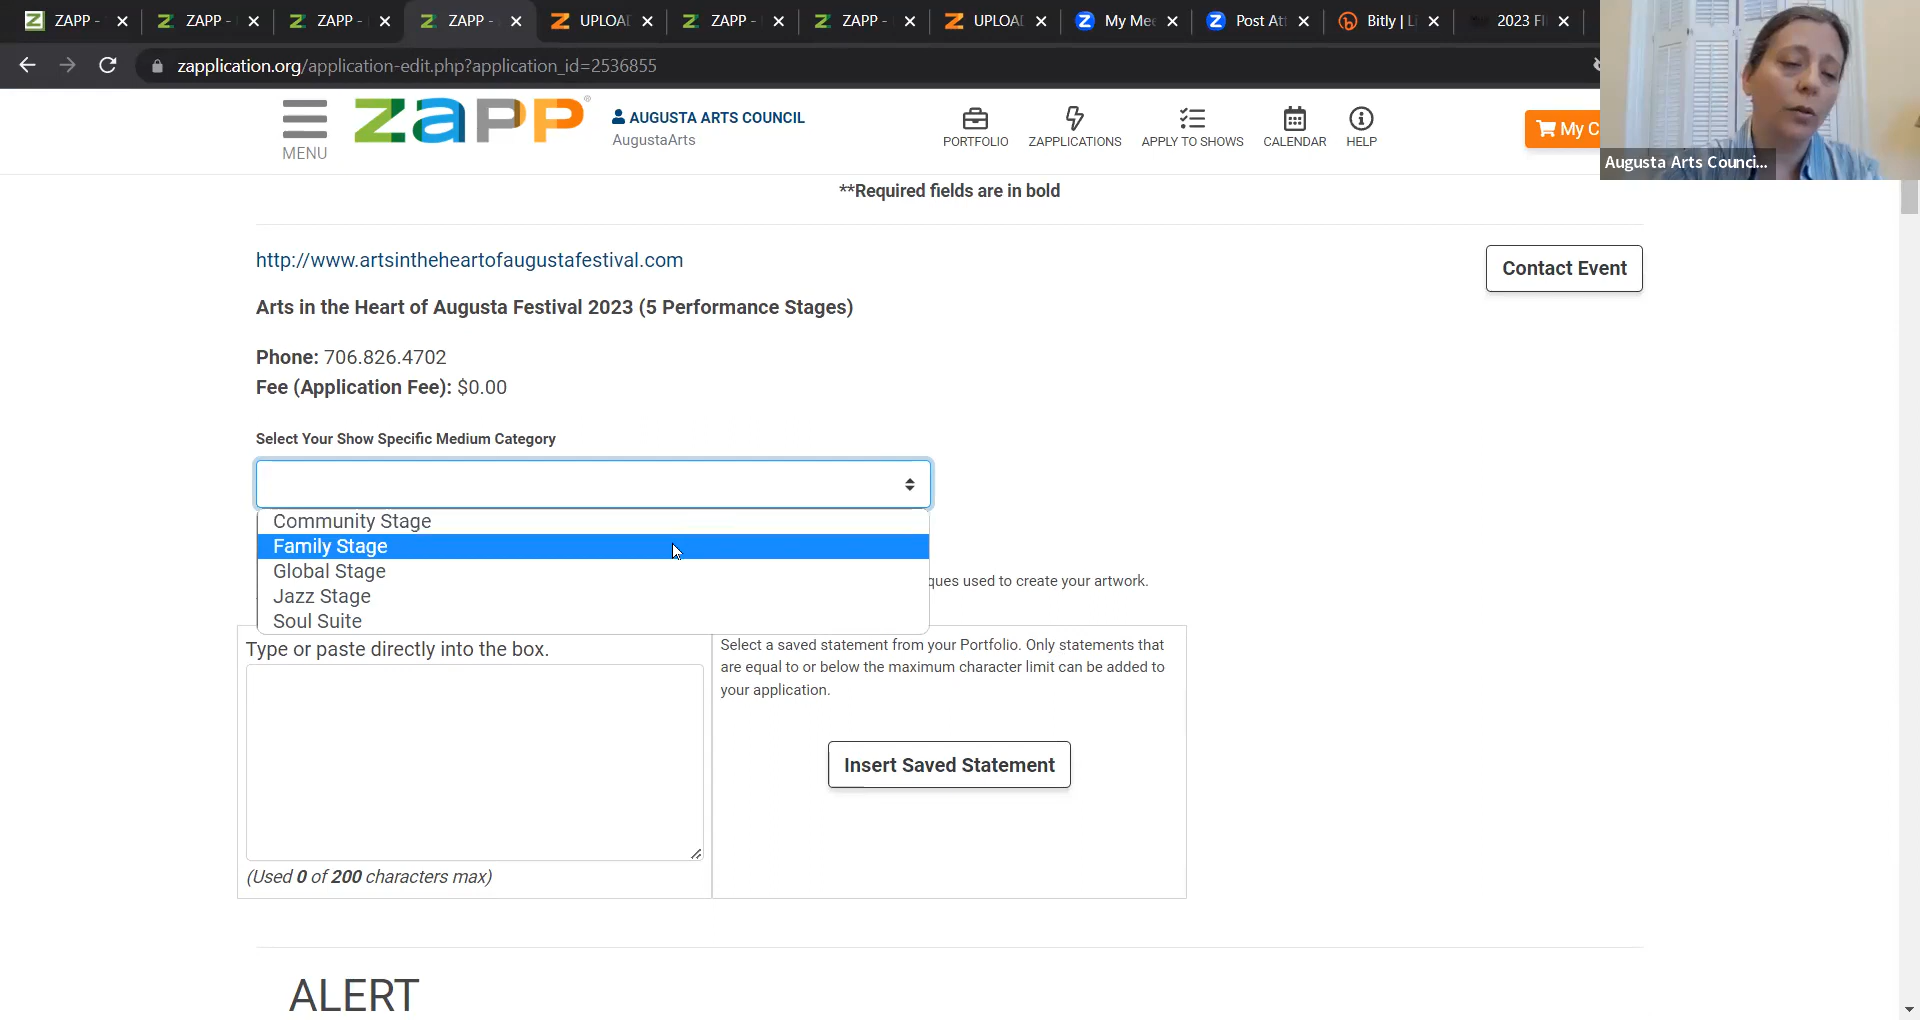 ZAPP -
ZAPP -
ZAPP -
ZAPP -
UPLOA
ZAPP -
ZAPP -
UPLOA
My Me
Post At
Bitly | L
2023 FI
zapplication.org/application-edit.php?application_id=2536855
MENU
zapp®
AUGUSTA ARTS COUNCIL
AugustaArts
PORTFOLIO
ZAPPLICATIONS
APPLY TO SHOWS
CALENDAR
HELP
My C
Augusta Arts Counci...
**Required fields are in bold
http://www.artsintheheartofaugustafestival.com
Contact Event
Arts in the Heart of Augusta Festival 2023 (5 Performance Stages)
Phone: 706.826.4702
Fee (Application Fee): $0.00
Select Your Show Specific Medium Category
Community Stage
Family Stage
Global Stage
Jazz Stage
Soul Suite
ques used to create your artwork.
Type or paste directly into the box.
(Used 0 of 200 characters max)
Select a saved statement from your Portfolio. Only statements that
are equal to or below the maximum character limit can be added to
your application.
Insert Saved Statement
ALERT